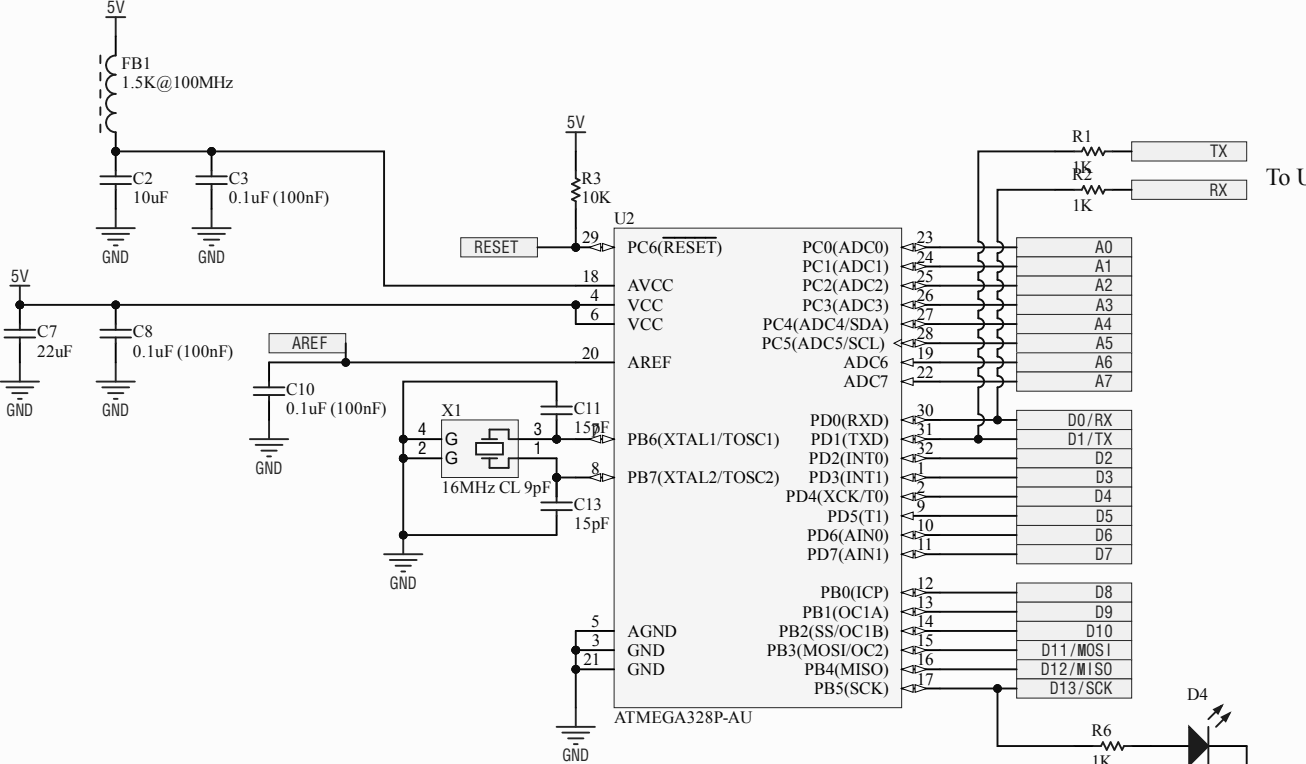 5V
FB1
1.5K@100MHz
C2
10uF
C3
0.1uF (100nF)
GND
GND
5V
R3
10K
RESET
R1
1K
TX
R2
1K
RX
To U
5V
C7
22uF
C8
0.1uF (100nF)
GND
GND
AREF
C10
0.1uF (100nF)
GND
X1
4 G
2 G
3
1
16MHz CL 9pF
C11
15pF
C13
15pF
GND
U2
29 PC6(RESET)
18 AVCC
4 VCC
6 VCC
20 AREF
7 PB6(XTAL1/TOSC1)
8 PB7(XTAL2/TOSC2)
5 AGND
3 GND
21 GND
GND
ATMEGA328P-AU
PC0(ADC0) 23 A0
PC1(ADC1) 24 A1
PC2(ADC2) 25 A2
PC3(ADC3) 26 A3
PC4(ADC4/SDA) 27 A4
PC5(ADC5/SCL) 28 A5
ADC6 19 A6
ADC7 22 A7
PD0(RXD) 30 D0/RX
PD1(TXD) 31 D1/TX
PD2(INT0) 32 D2
PD3(INT1) 1 D3
PD4(XCK/T0) 2 D4
PD5(T1) 9 D5
PD6(AIN0) 10 D6
PD7(AIN1) 11 D7
PB0(ICP) 12 D8
PB1(OC1A) 13 D9
PB2(SS/OC1B) 14 D10
PB3(MOSI/OC2) 15 D11/MOSI
PB4(MISO) 16 D12/MISO
PB5(SCK) 17 D13/SCK
D4
R6
1K